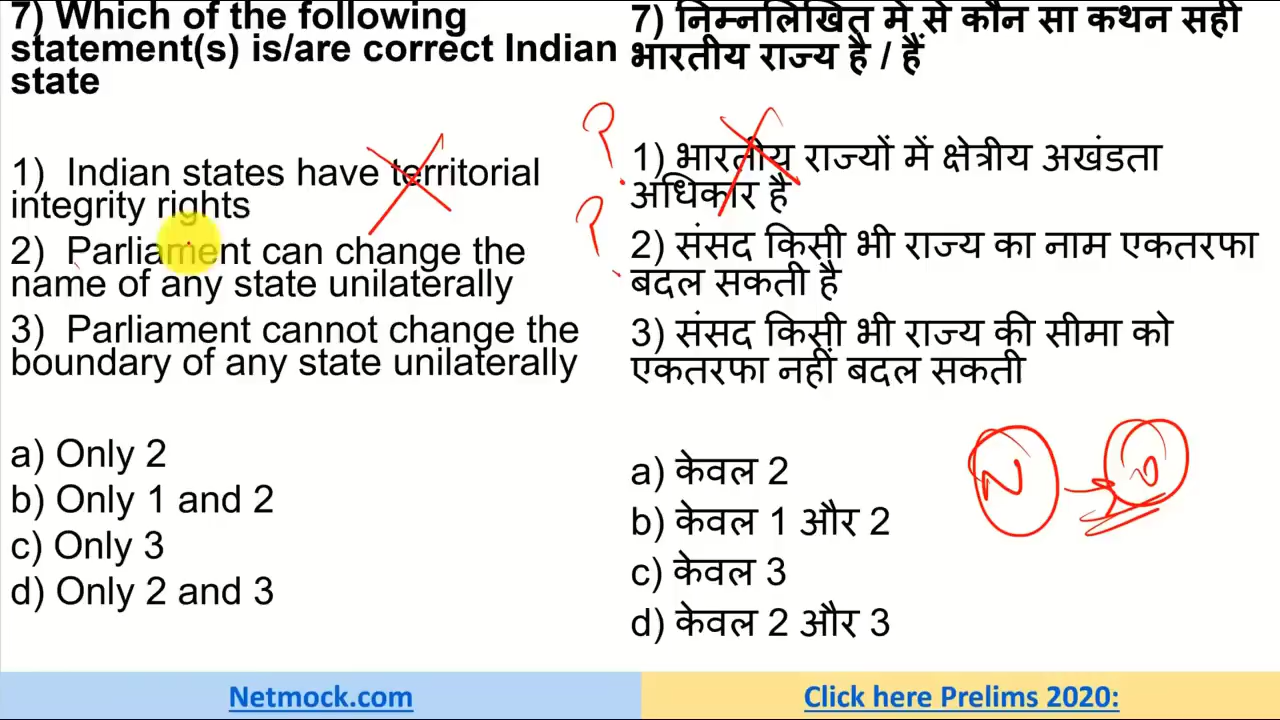 7) Which of the following
statement(s) is/are correct Indian
state
1) Indian states have territorial
integrity rights
2) Parliament can change the
name of any state unilaterally
3) Parliament cannot change the
boundary of any state unilaterally
a) Only 2
b) Only 1 and 2
c) Only 3
d) Only 2 and 3
7) निम्नलिखित में से कौन सा कथन सही
भारतीय राज्य है / हैं
?
1) भारतीय राज्यों में क्षेत्रीय अखंडता
अधिकार है
?
2) संसद किसी भी राज्य का नाम एकतरफा
बदल सकती है
3) संसद किसी भी राज्य की सीमा को
एकतरफा नहीं बदल सकती
a) केवल 2
b) केवल 1 और 2
c) केवल 3
d) केवल 2 और 3
N
Netmock.com
Click here Prelims 2020: